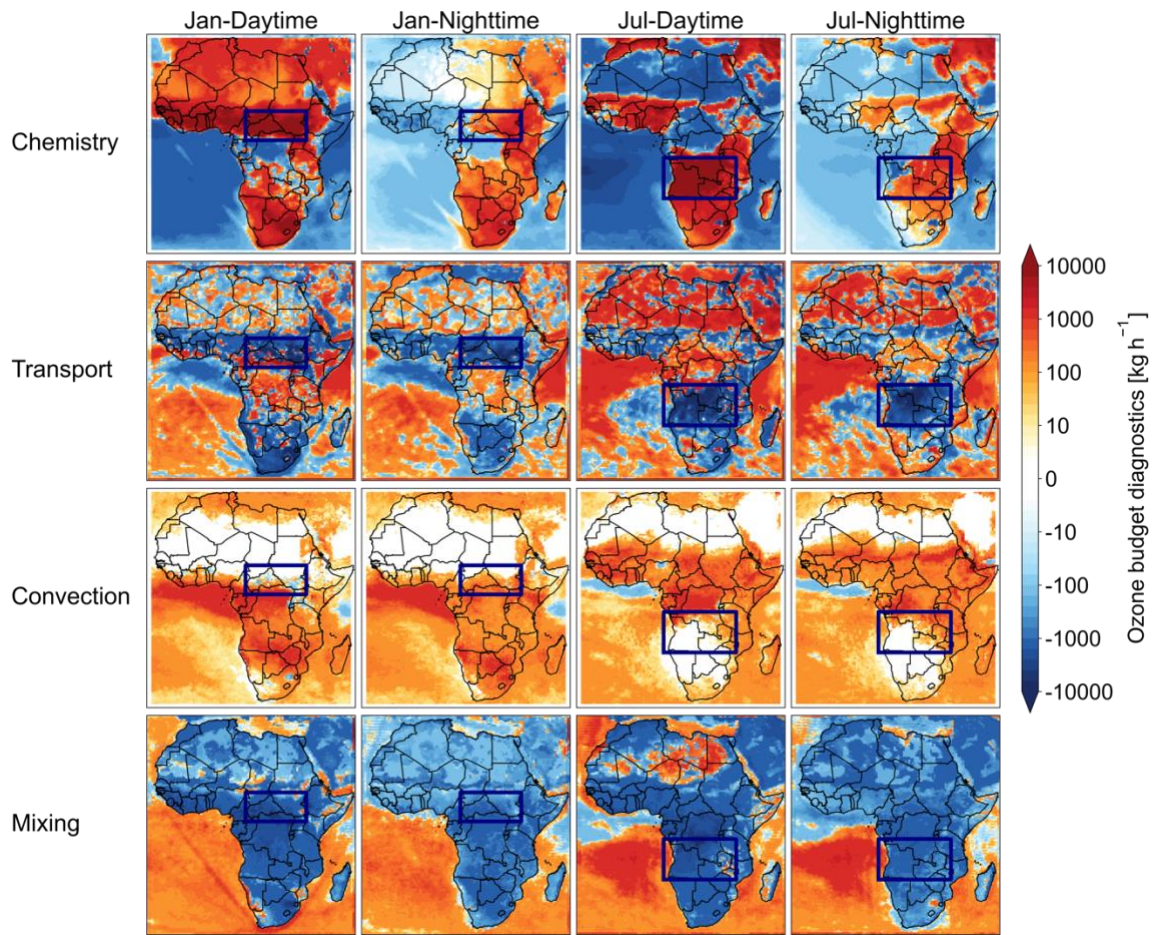 Jan-Daytime Jan-Nighttime Jul-Daytime Jul-Nighttime
Chemistry
Transport
Convection
Mixing
10000
1000
100
10
0
-10
-100
-1000
-10000
Ozone budget diagnostics [kg h⁻¹]